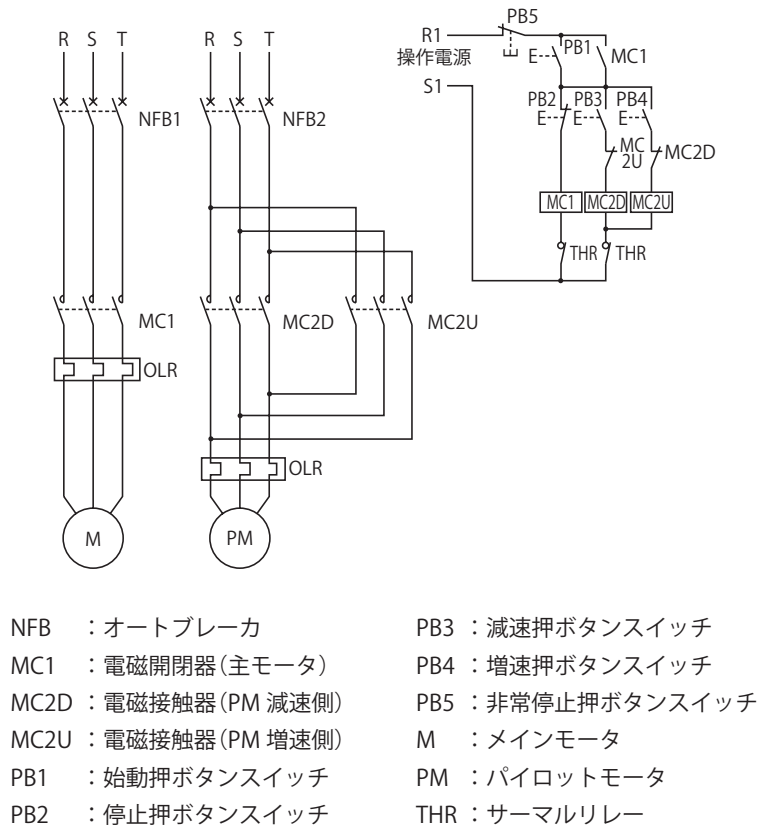 R S T
R S T
NFB1
NFB2
MC1
MC2D
MC2U
OLR
OLR
M
PM
PB5
R1
操作電源
S1
E
PB1
MC1
PB2
PB3
PB4
E
E
E
MC
2U
MC2D
MC1
MC2D
MC2U
THR
THR
NFB :オートブレーカ
MC1 :電磁開閉器(主モータ)
MC2D :電磁接触器(PM 減速側)
MC2U :電磁接触器(PM 増速側)
PB1 :始動押ボタンスイッチ
PB2 :停止押ボタンスイッチ
PB3 :減速押ボタンスイッチ
PB4 :増速押ボタンスイッチ
PB5 :非常停止押ボタンスイッチ
M :メインモータ
PM :パイロットモータ
THR :サーマルリレー